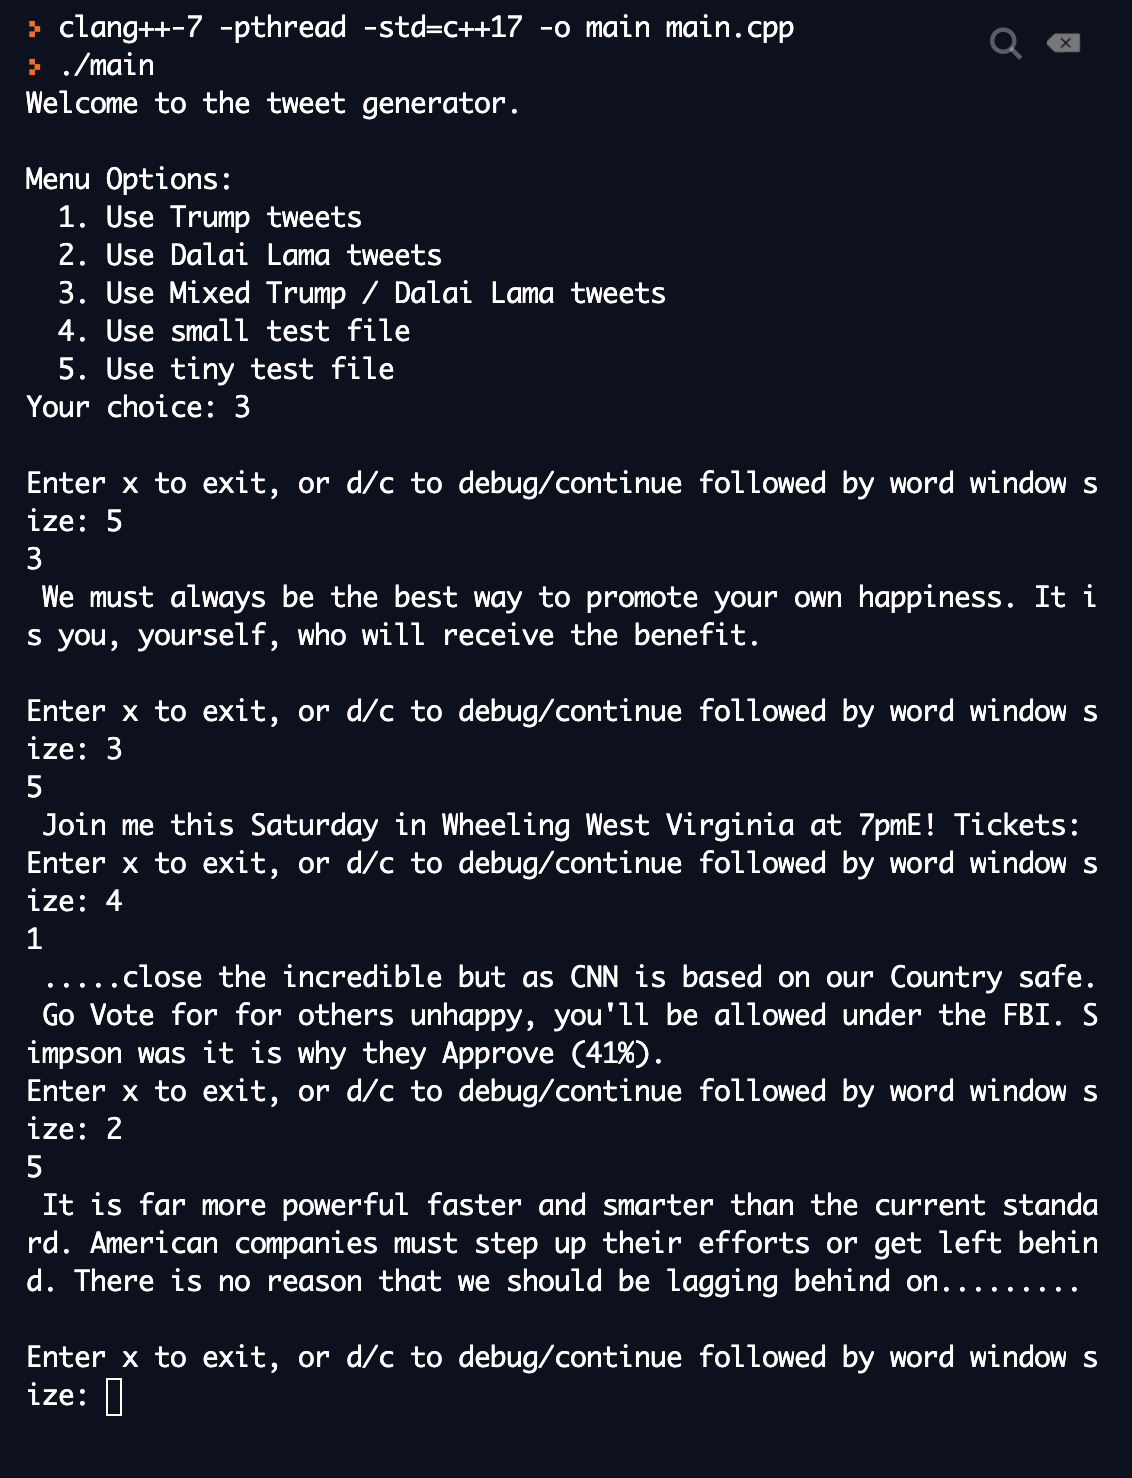 clang++-7 -pthread -std=c++17 -o main main.cpp
./main
Welcome to the tweet generator.
Menu Options:
1. Use Trump tweets
2. Use Dalai Lama tweets
3. Use Mixed Trump / Dalai Lama tweets
4. Use small test file
5. Use tiny test file
Your choice: 3
Enter x to exit, or d/c to debug/continue followed by word window s
ize: 5
3
We must always be the best way to promote your own happiness. It i
s you, yourself, who will receive the benefit.
Enter x to exit, or d/c to debug/continue followed by word window s
ize: 3
5
Join me this Saturday in Wheeling West Virginia at 7pmE! Tickets:
Enter x to exit, or d/c to debug/continue followed by word window s
ize: 4
1
.....close the incredible but as CNN is based on our Country safe.
Go Vote for for others unhappy, you'll be allowed under the FBI. S
impson was it is why they Approve (41%).
Enter x to exit, or d/c to debug/continue followed by word window s
ize: 2
5
It is far more powerful faster and smarter than the current standa
rd. American companies must step up their efforts or get left behin
d. There is no reason that we should be lagging behind on.........
Enter x to exit, or d/c to debug/continue followed by word window s
ize: